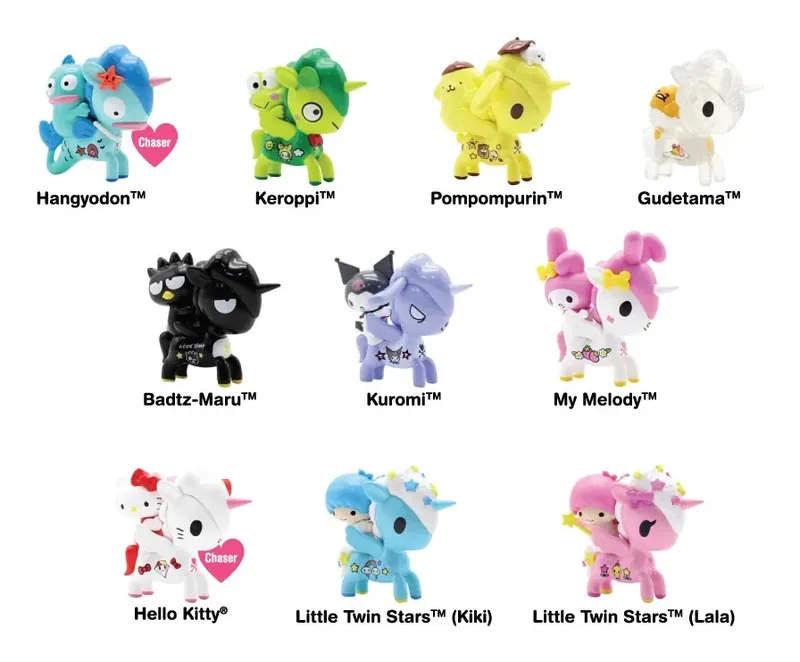 Chaser
Hangyodon™
Keroppi™
Pompompurin™
Gudetama™
Badtz-Maru™
Kuromi™
My Melody™
Chaser
Hello Kitty®
Little Twin Stars™ (Kiki)
Little Twin Stars™ (Lala)